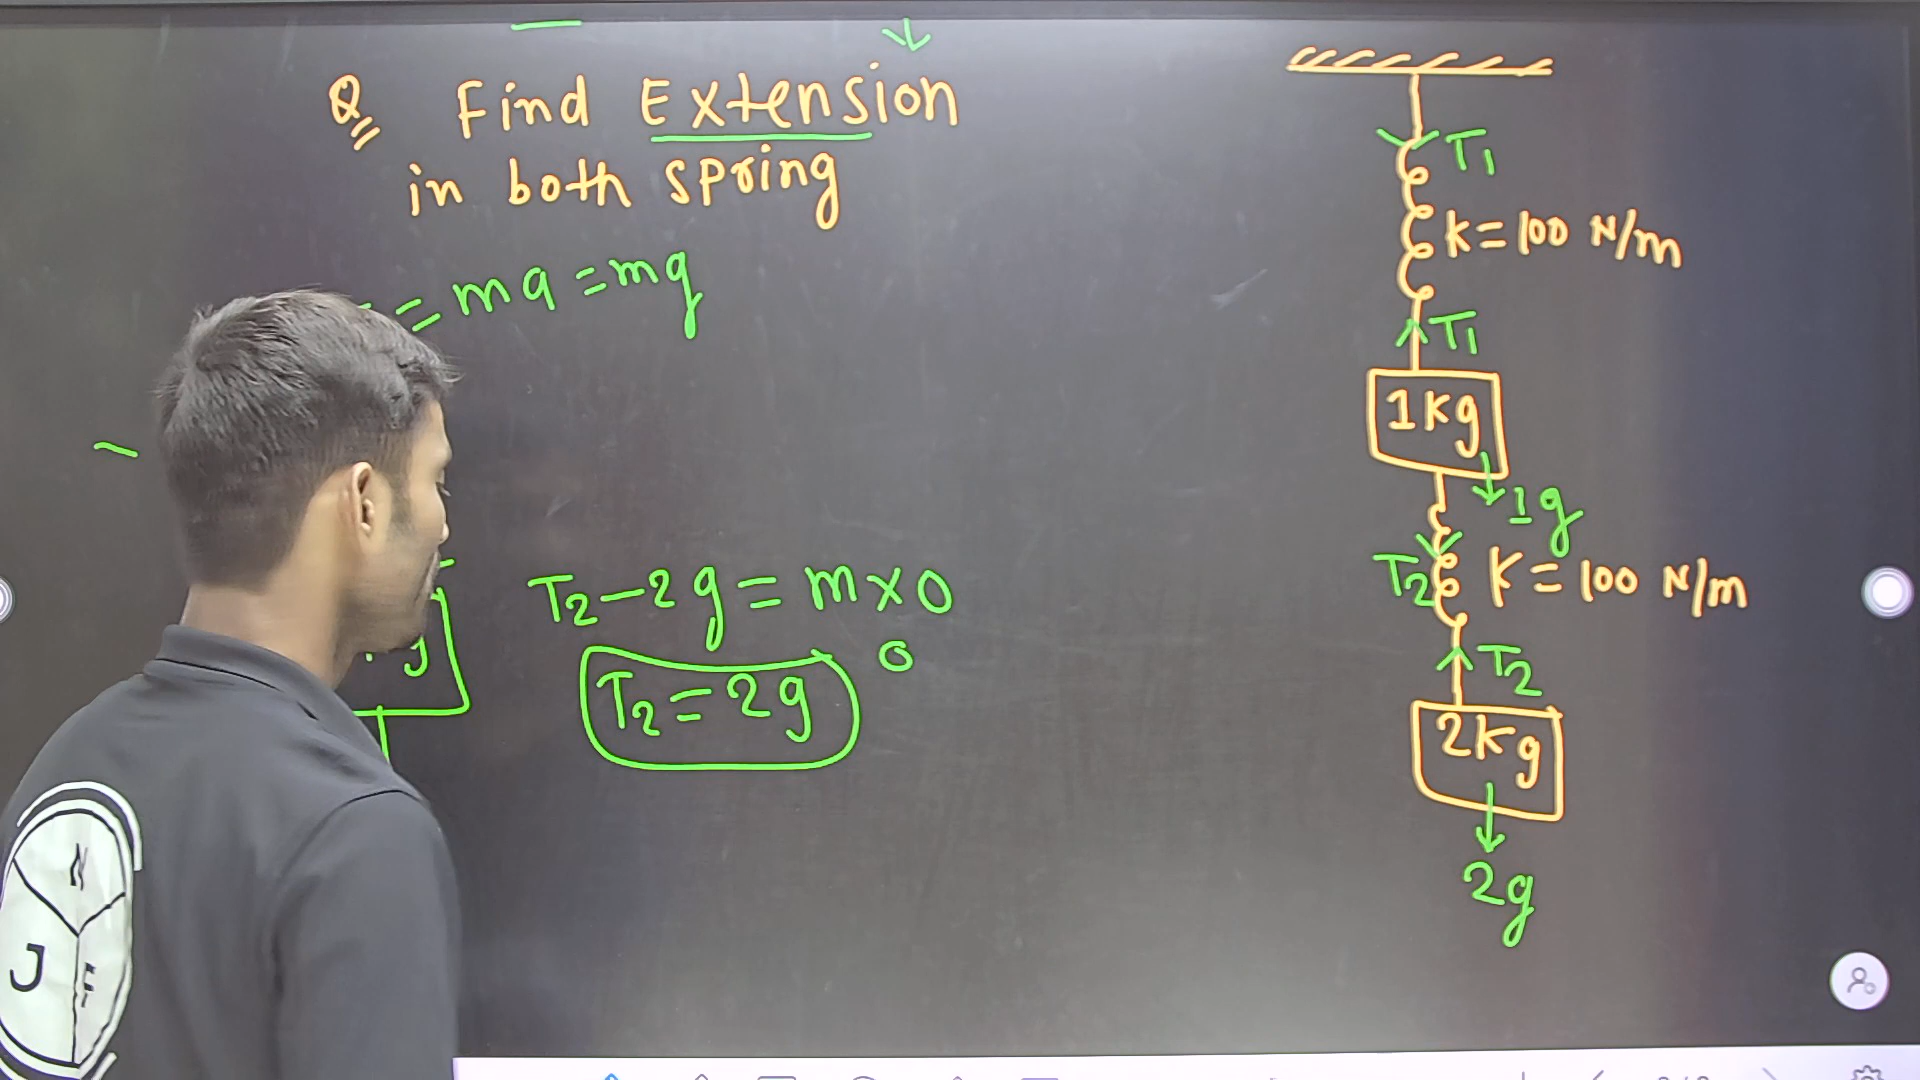 Q Find Extension
in both spring
= ma = mg
T2-2g = m×0
0
T2=2g
T1
K=100 N/m
T1
1kg
1g
T2
K=100 N/m
T2
2kg
2g
J